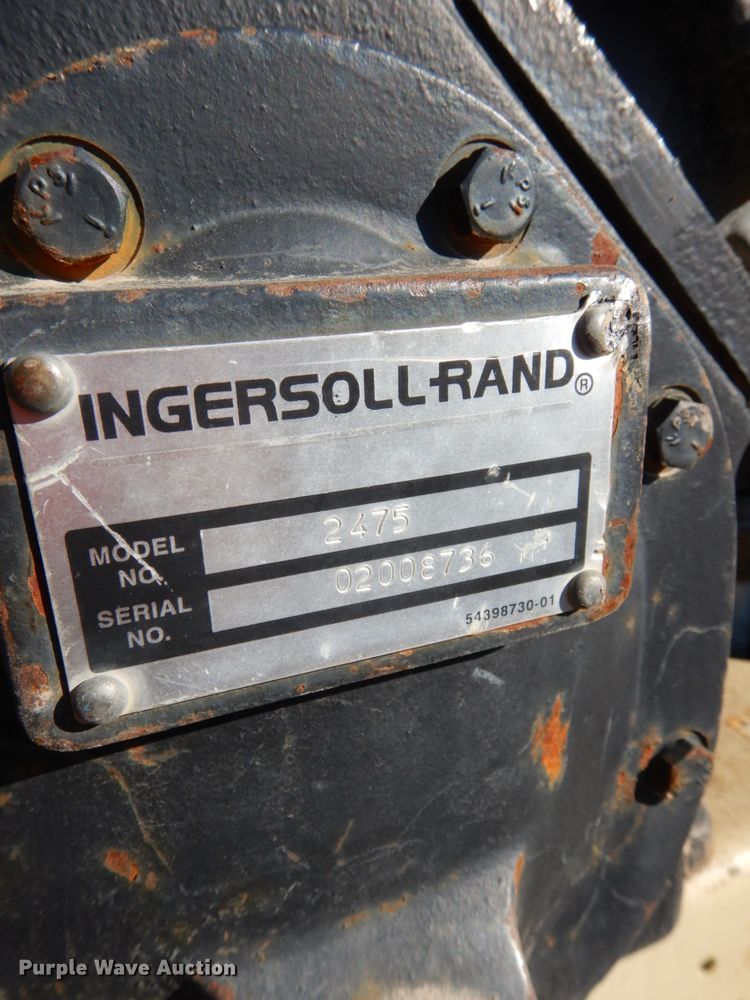 INGERSOLL-RAND®
MODEL NO. 2475
SERIAL NO. 02008736
54398730-01
Purple Wave Auction